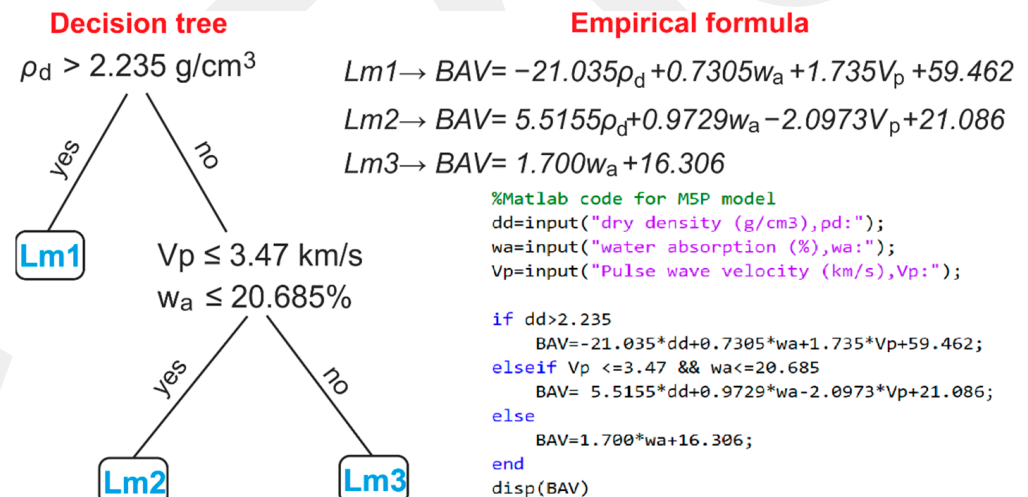 Decision tree
ρd > 2.235 g/cm³
yes
no
Lm1
Vp ≤ 3.47 km/s
wa ≤ 20.685%
yes
no
Lm2
Lm3
Empirical formula
Lm1→ BAV= −21.035ρd+0.7305wa+1.735Vp+59.462
Lm2→ BAV= 5.5155ρd+0.9729wa−2.0973Vp+21.086
Lm3→ BAV= 1.700wa+16.306
%Matlab code for M5P model
dd=input("dry density (g/cm3),ρd:");
wa=input("water absorption (%),wa:");
Vp=input("Pulse wave velocity (km/s),Vp:");
if dd>2.235
BAV=-21.035*dd+0.7305*wa+1.735*Vp+59.462;
elseif Vp <=3.47 && wa<=20.685
BAV= 5.5155*dd+0.9729*wa-2.0973*Vp+21.086;
else
BAV=1.700*wa+16.306;
end
disp(BAV)